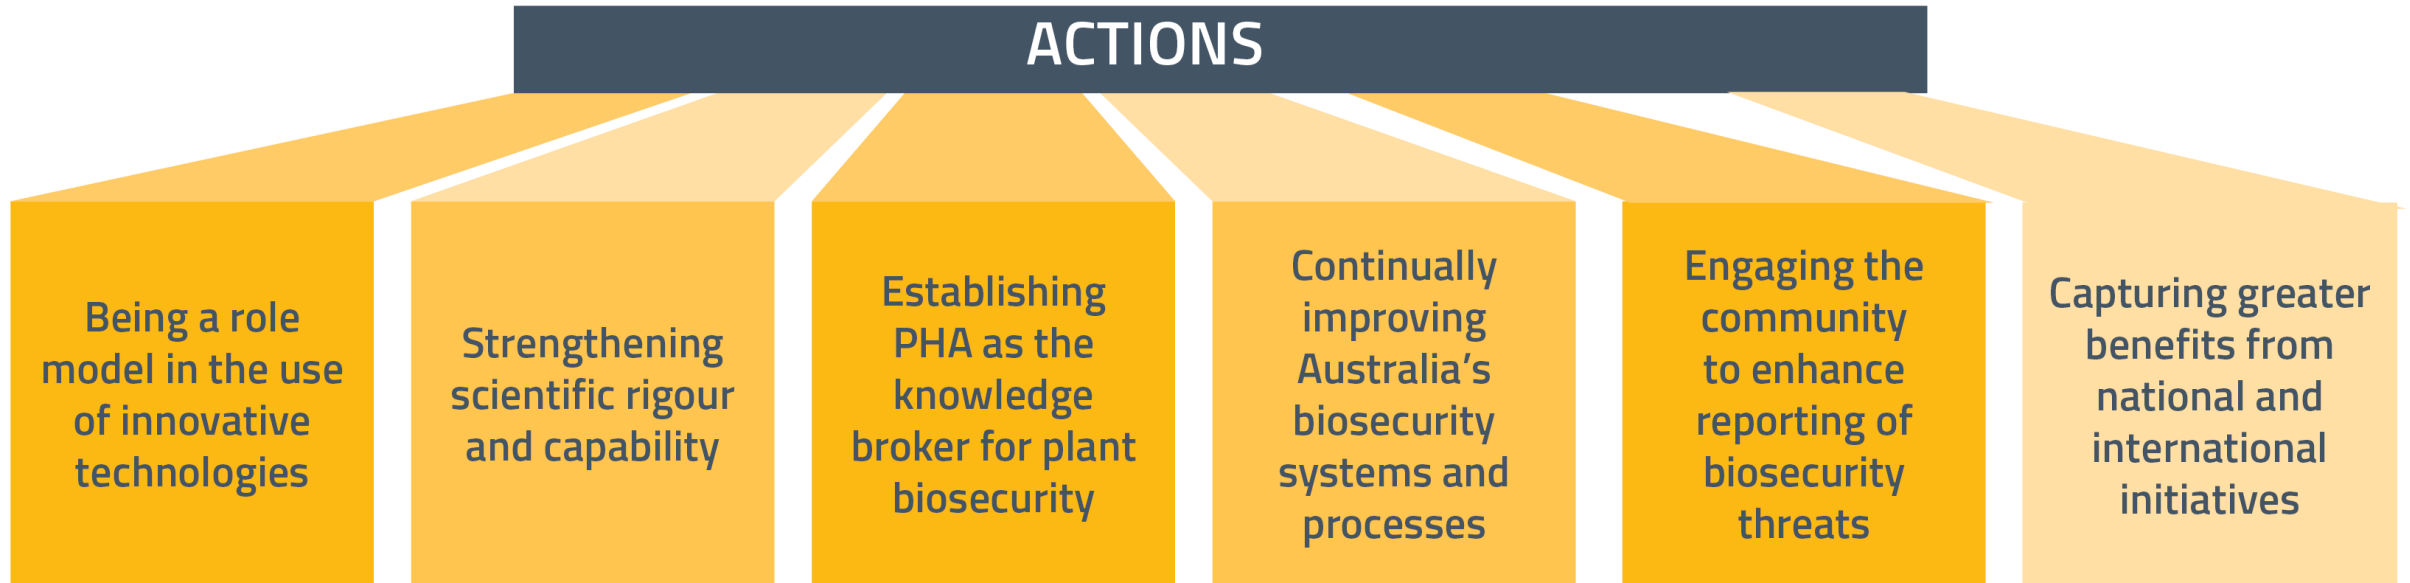 ACTIONS
Being a role
model in the use
of innovative
technologies
Strengthening
scientific rigour
and capability
Establishing
PHA as the
knowledge
broker for plant
biosecurity
Continually
improving
Australia's
biosecurity
systems and
processes
Engaging the
community
to enhance
reporting of
biosecurity
threats
Capturing greater
benefits from
national and
international
initiatives